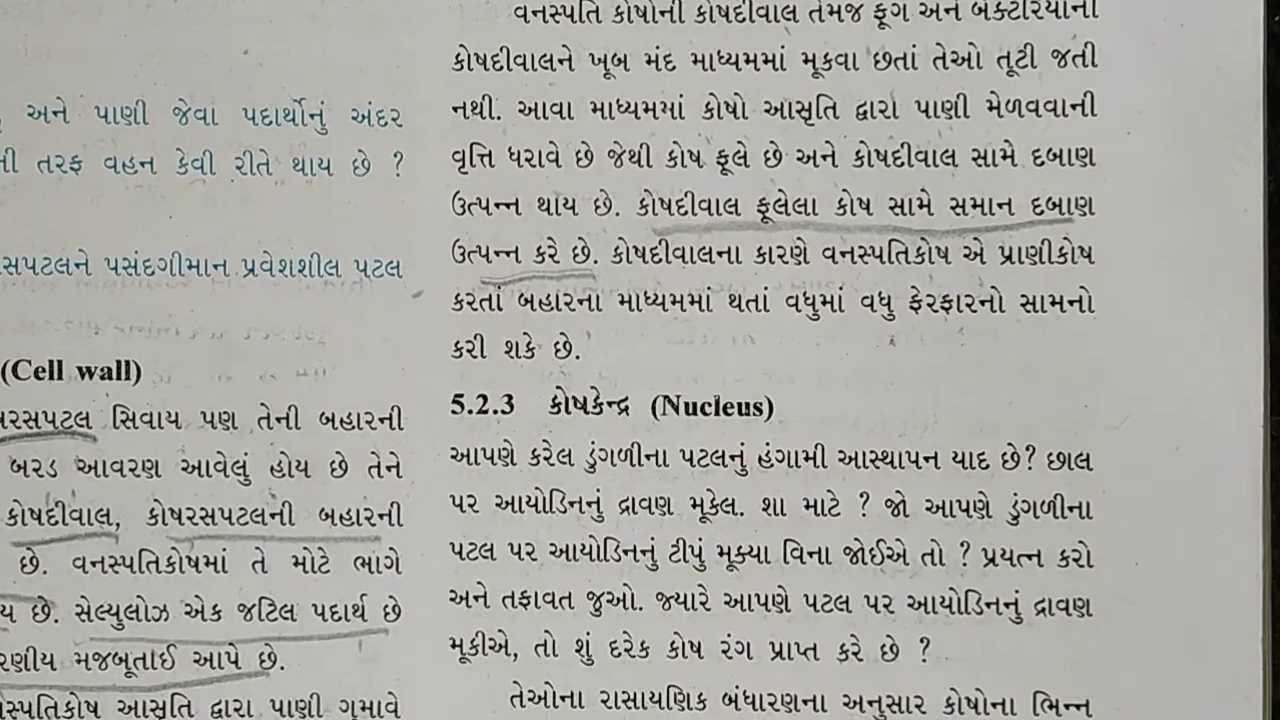 અને પાણી જેવા પદાર્થોનું અંદર
તરફ વહન કેવી રીતે થાય છે ?
પસંદગીમાન પ્રવેશશીલ પટલ
(Cell wall)
સિવાય પણ તેની બહારની
બરડ આવરણ આવેલું હોય છે તેને
કોષદીવાલ, કોષરસપટલની બહારની
છે. વનસ્પતિકોષમાં તે મોટે ભાગે
છે. સેલ્યુલોઝ એક જટિલ પદાર્થ છે
મજબૂતાઈ આપે છે.
આસૃતિ દ્વારા પાણી ગુમાવે
વનસ્પતિ કોષોની કોષદીવાલ તેમજ ફૂગ અને બૅક્ટેરિયાની
કોષદીવાલને ખૂબ મંદ માધ્યમમાં મૂકવા છતાં તેઓ તૂટી જતી
નથી. આવા માધ્યમમાં કોષો આસૃતિ દ્વારા પાણી મેળવવાની
વૃત્તિ ધરાવે છે જેથી કોષ ફૂલે છે અને કોષદીવાલ સામે દબાણ
ઉત્પન્ન થાય છે. કોષદીવાલ ફૂલેલા કોષ સામે સમાન દબાણ
ઉત્પન્ન કરે છે. કોષદીવાલના કારણે વનસ્પતિકોષ એ પ્રાણીકોષ
કરતાં બહારના માધ્યમમાં થતાં વધુમાં વધુ ફેરફારનો સામનો
કરી શકે છે.
5.2.3 કોષકેન્દ્ર (Nucleus)
આપણે કરેલ ડુંગળીના પટલનું હંગામી આસ્થાપન યાદ છે? છાલ
પર આયોડિનનું દ્રાવણ મૂકેલ. શા માટે ? જો આપણે ડુંગળીના
પટલ પર આયોડિનનું ટીપું મૂક્યા વિના જોઈએ તો ? પ્રયત્ન કરો
અને તફાવત જુઓ. જ્યારે આપણે પટલ પર આયોડિનનું દ્રાવણ
મૂકીએ, તો શું દરેક કોષ રંગ પ્રાપ્ત કરે છે ?
તેઓના રાસાયણિક બંધારણના અનુસાર કોષોના ભિન્ન